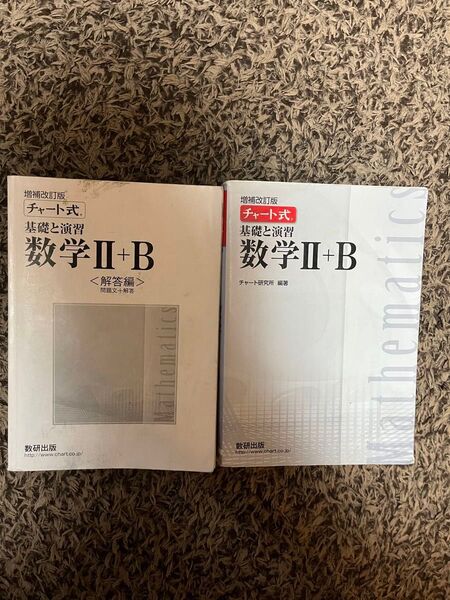 増補改訂版
チャート式®
基礎と演習
数学Ⅱ+B
〈解答編〉
問題文+解答
Mathematics
数研出版
http://www.chart.co.jp/
増補改訂版
チャート式®
基礎と演習
数学Ⅱ+B
チャート研究所 編著
Mathematics
数研出版
http://www.chart.co.jp/